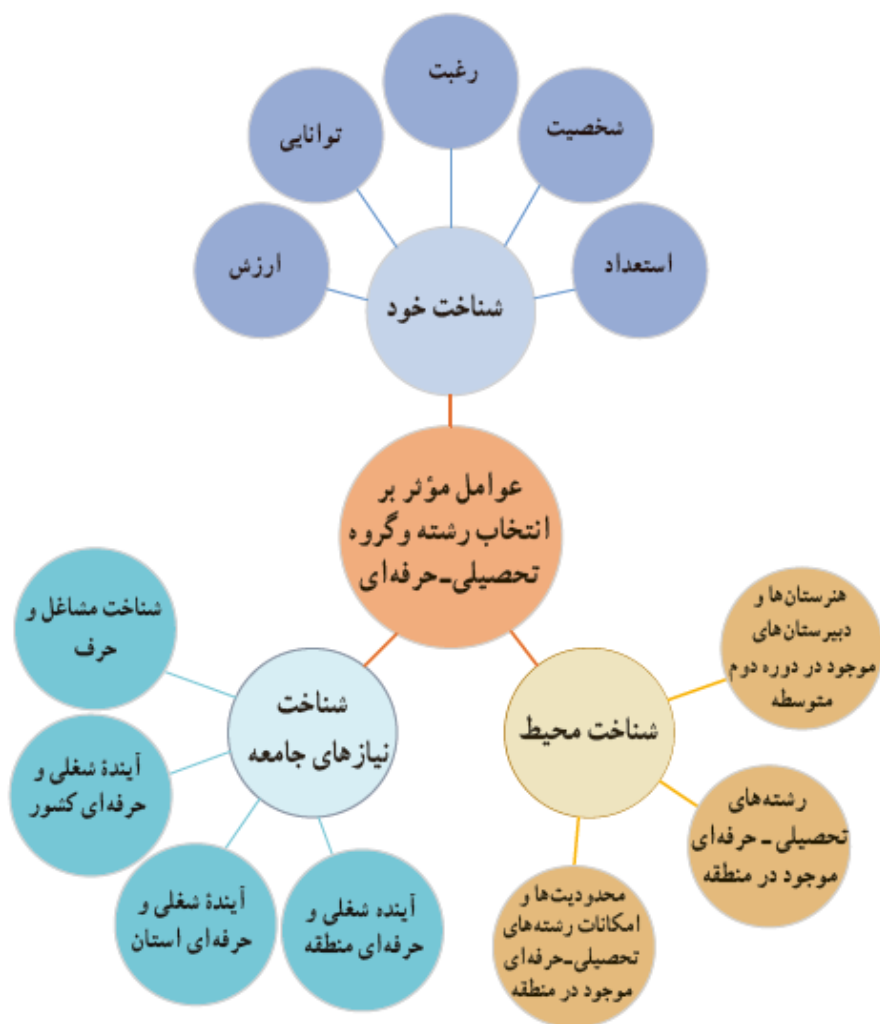 رغبت
شخصیت
توانایی
استعداد
ارزش
شناخت خود
عوامل مؤثر بر
انتخاب رشته وگروه
تحصیلی-حرفه‌ای
شناخت محیط
هنرستان‌ها و
دبیرستان‌های
موجود در دوره دوم
متوسطه
رشته‌های
تحصیلی - حرفه‌ای
موجود در منطقه
محدودیت‌ها و
امکانات رشته‌های
تحصیلی-حرفه‌ای
موجود در منطقه
شناخت
نیازهای جامعه
شناخت مشاغل و
حرف
آیندهٔ شغلی و
حرفه‌ای کشور
آیندهٔ شغلی و
حرفه‌ای استان
آینده شغلی و
حرفه‌ای منطقه